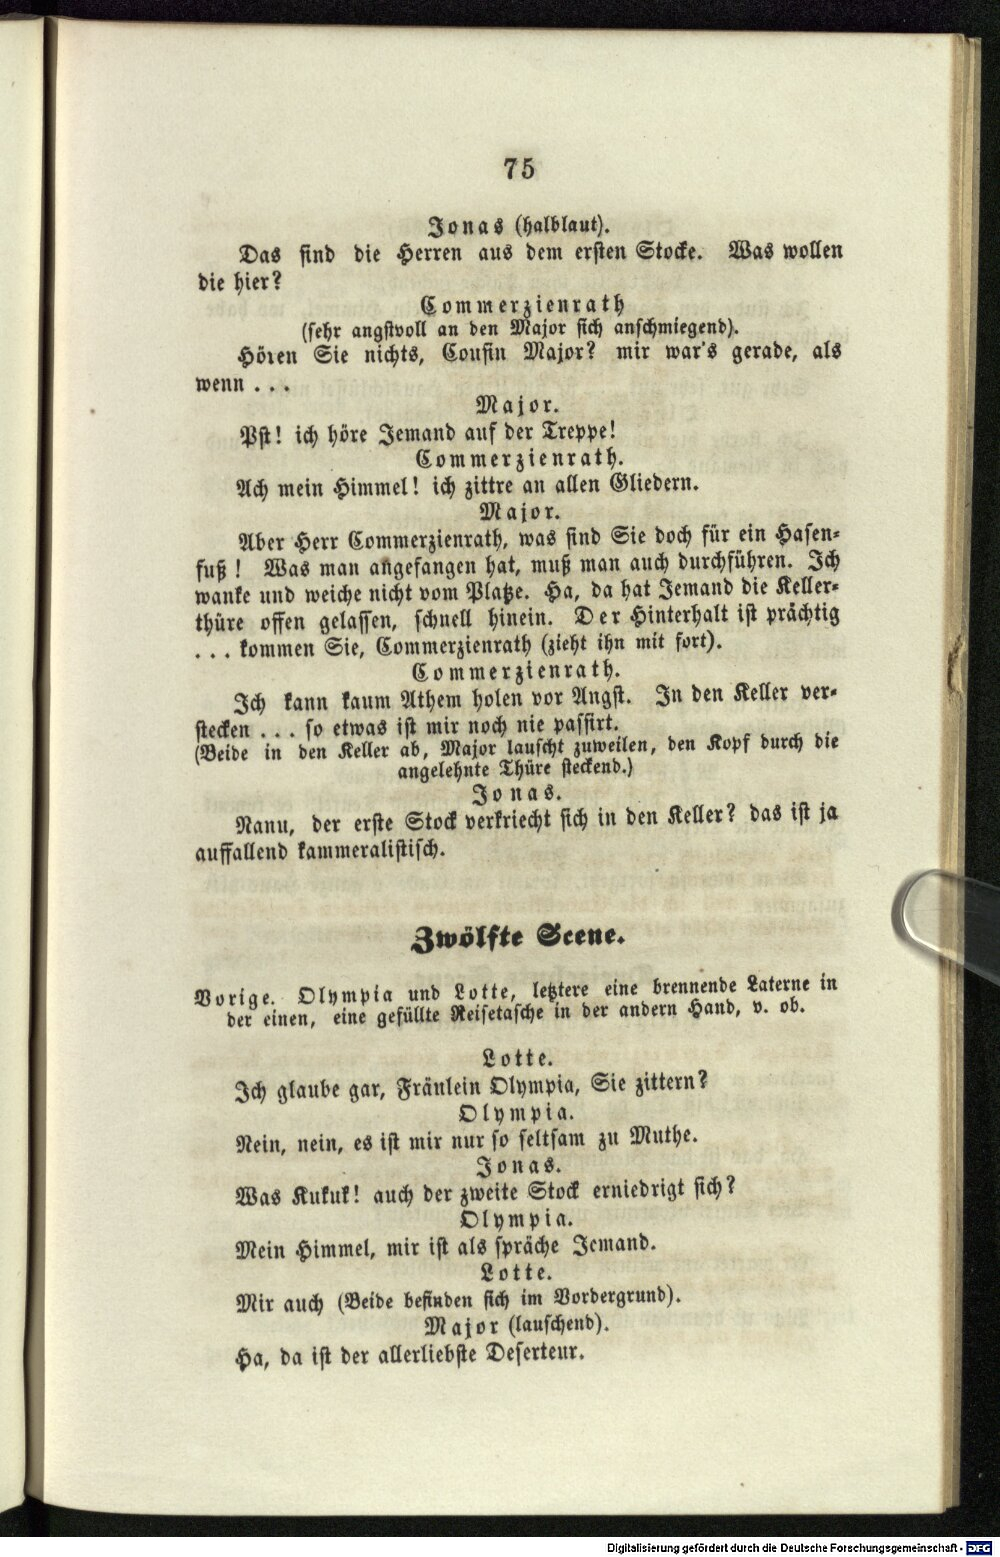 75
Jonas (halblaut).
Das sind die Herren aus dem ersten Stocke. Was wollen
die hier?
Commerzienrath
(sehr angstvoll an den Major sich anschmiegend).
Hören Sie nichts, Cousin Major? mir war's gerade, als
wenn . . .
Major.
Pst! ich höre Jemand auf der Treppe!
Commerzienrath.
Ach mein Himmel! ich zittre an allen Gliedern.
Major.
Aber Herr Commerzienrath, was sind Sie doch für ein Hasen-
fuß! Was man angefangen hat, muß man auch durchführen. Ich
wanke und weiche nicht vom Platze. Ha, da hat Jemand die Keller-
thüre offen gelassen, schnell hinein. Der Hinterhalt ist prächtig
. . . kommen Sie, Commerzienrath (zieht ihn mit fort).
Commerzienrath.
Ich kann kaum Athem holen vor Angst. In den Keller ver-
stecken . . . so etwas ist mir noch nie passirt.
(Beide in den Keller ab, Major lauscht zuweilen, den Kopf durch die
angelehnte Thüre steckend.)
Jonas.
Nanu, der erste Stock verkriecht sich in den Keller? das ist ja
auffallend kammeralistisch.
Zwölfte Scene.
Vorige. Olympia und Lotte, letztere eine brennende Laterne in
der einen, eine gefüllte Reisetasche in der andern Hand, v. ob.
Lotte.
Ich glaube gar, Fräulein Olympia, Sie zittern?
Olympia.
Nein, nein, es ist mir nur so seltsam zu Muthe.
Jonas.
Was Kukuk! auch der zweite Stock erniedrigt sich?
Olympia.
Mein Himmel, mir ist als spräche Jemand.
Lotte.
Mir auch (Beide befinden sich im Vordergrund).
Major (lauschend).
Ha, da ist der allerliebste Deserteur.
Digitalisierung gefördert durch die Deutsche Forschungsgemeinschaft - DFG